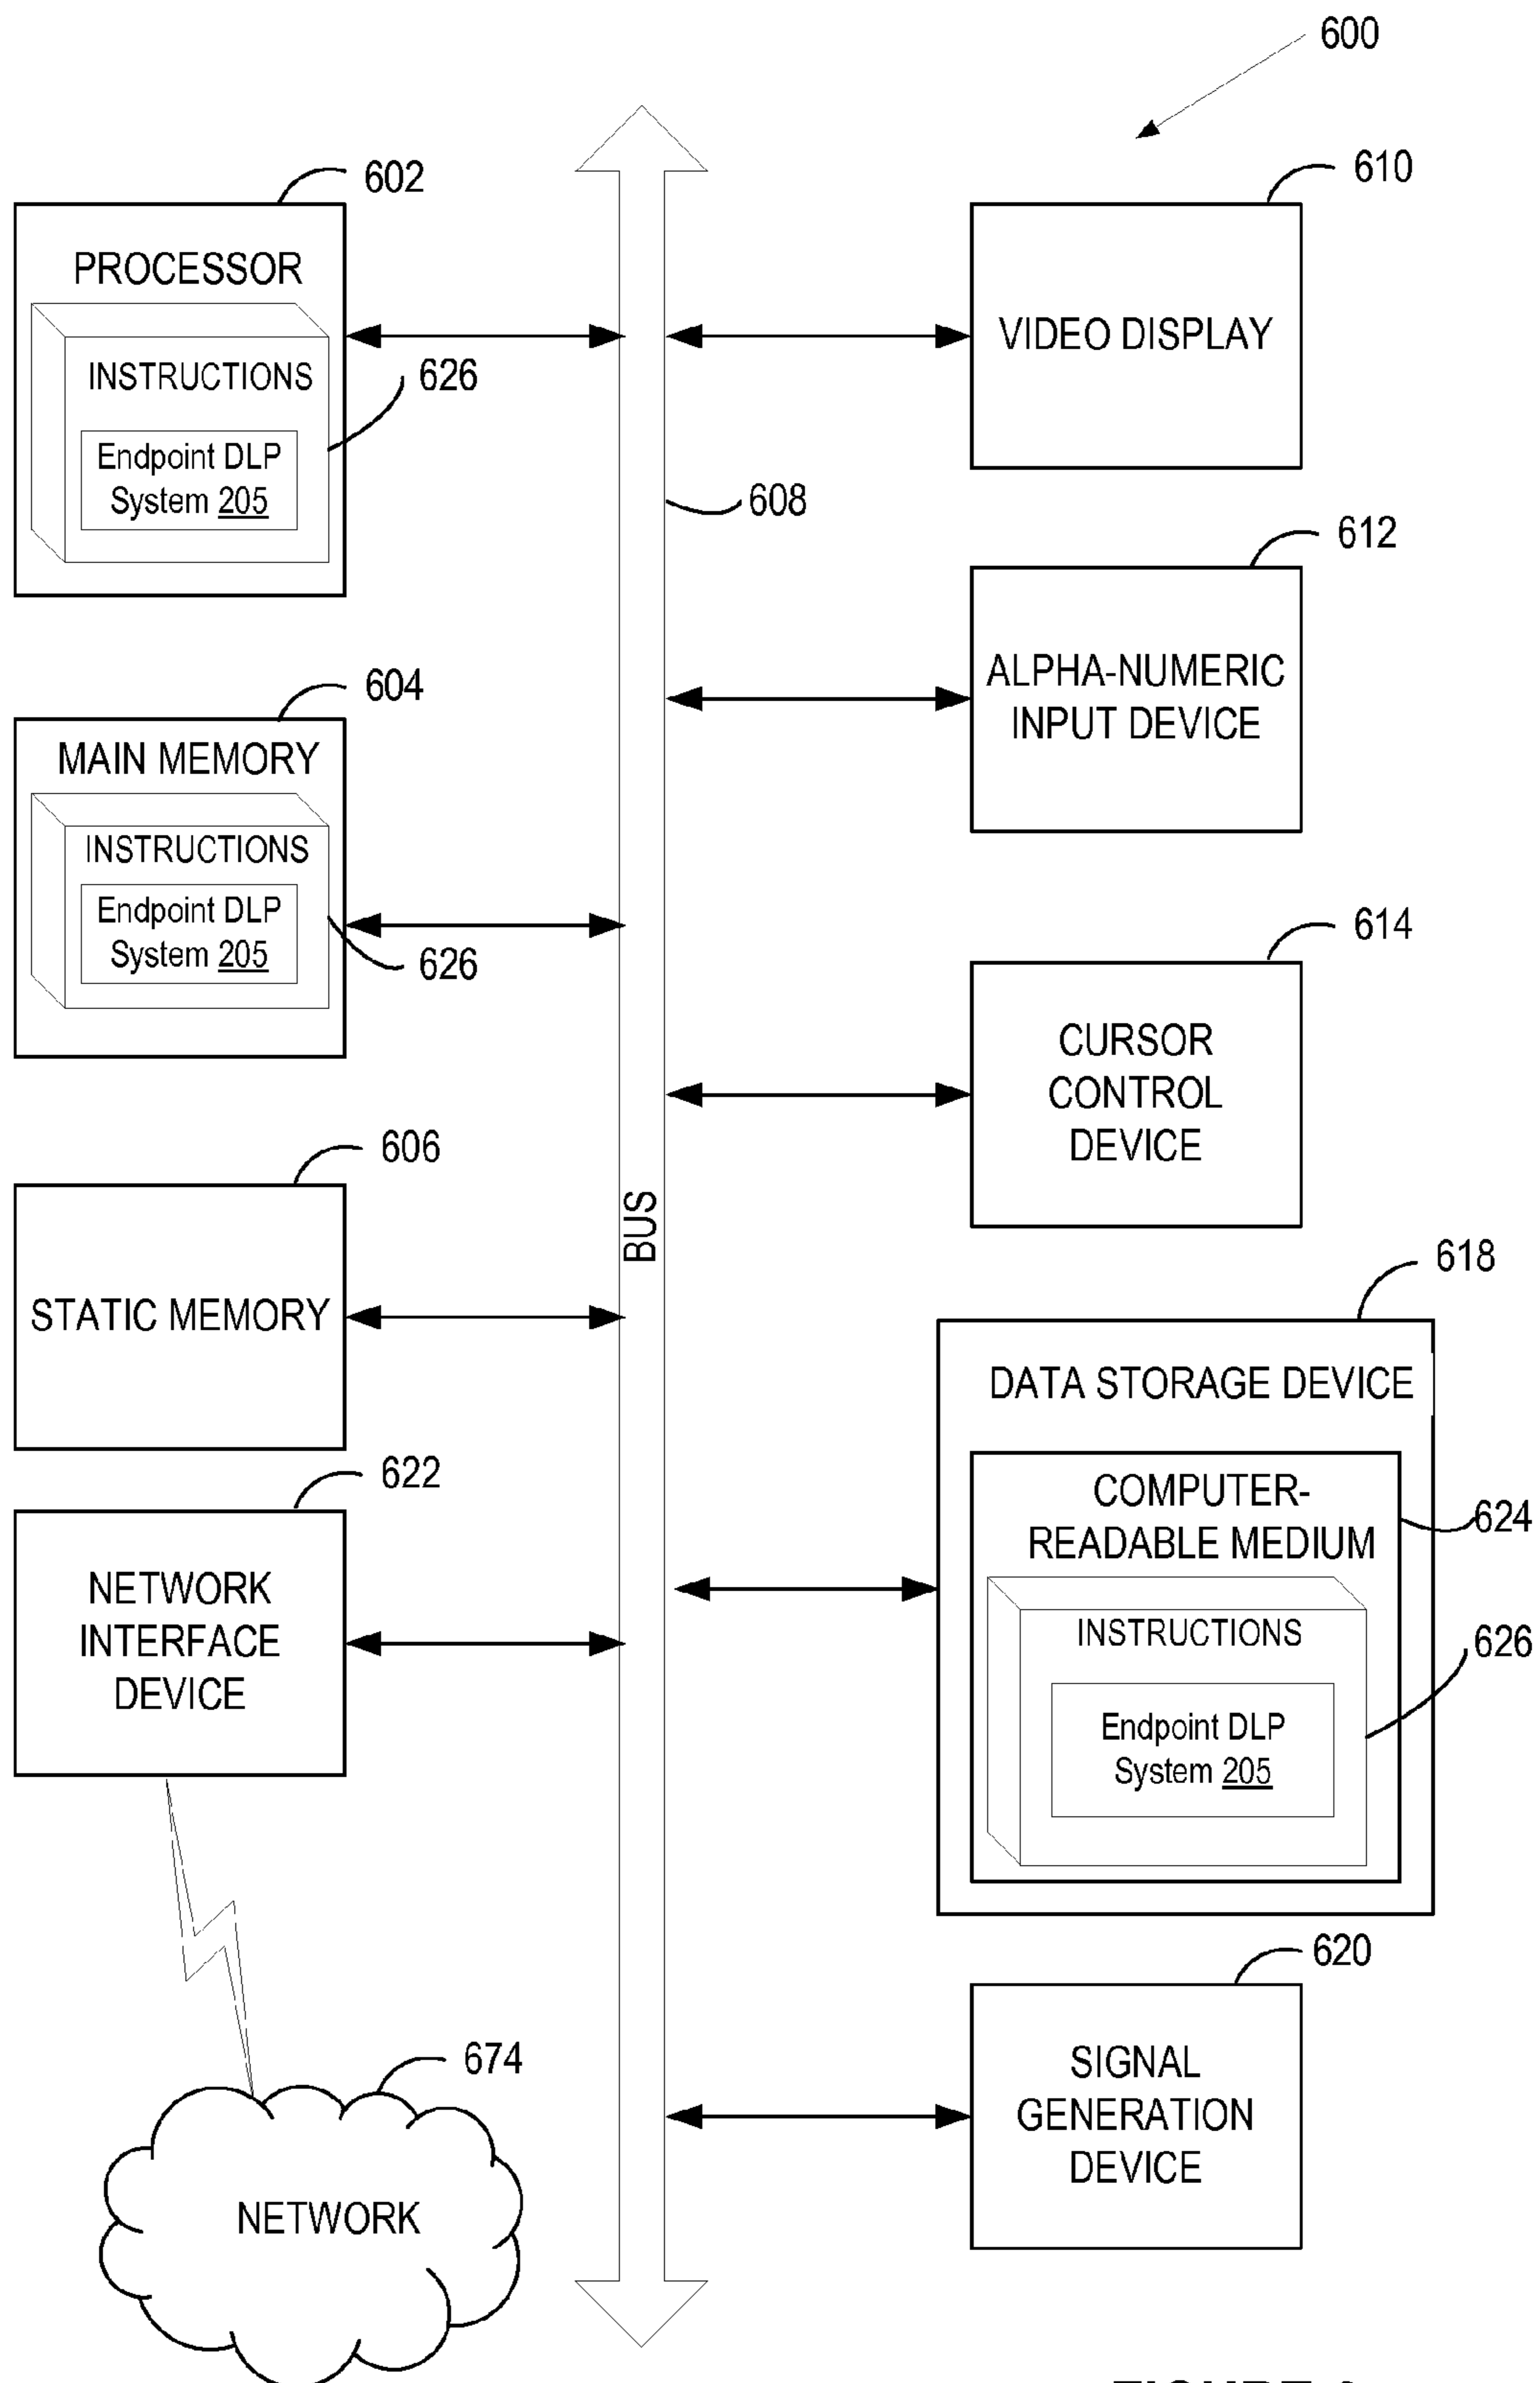 600
602
PROCESSOR
INSTRUCTIONS
626
Endpoint DLP
System 205
604
MAIN MEMORY
INSTRUCTIONS
Endpoint DLP
System 205
626
606
STATIC MEMORY
622
NETWORK
INTERFACE
DEVICE
674
NETWORK
608
BUS
610
VIDEO DISPLAY
612
ALPHA-NUMERIC
INPUT DEVICE
614
CURSOR
CONTROL
DEVICE
618
DATA STORAGE DEVICE
COMPUTER-
READABLE MEDIUM
624
INSTRUCTIONS
626
Endpoint DLP
System 205
620
SIGNAL
GENERATION
DEVICE